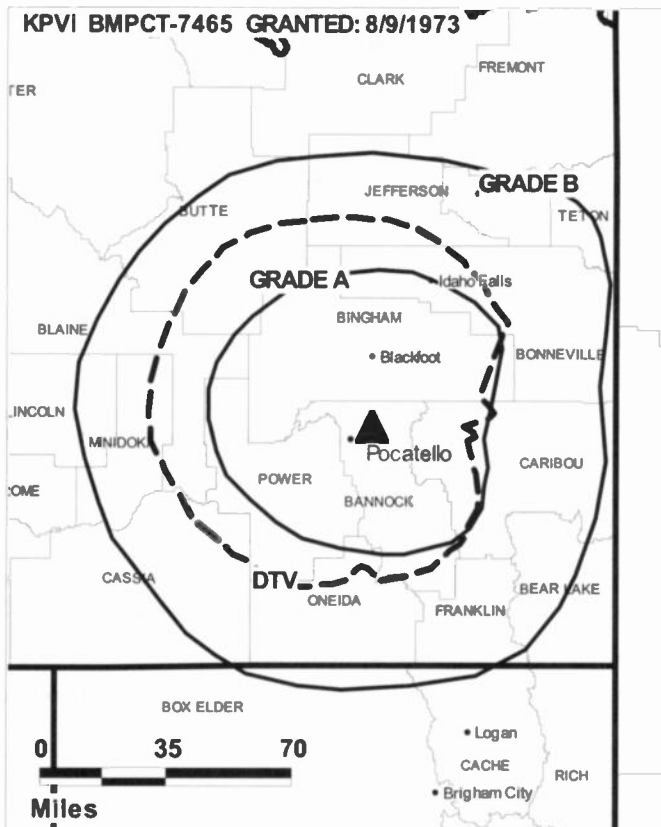 KPVI BMPCT-7465 GRANTED: 8/9/1973
FREMONT
CLARK
TER
GRADE B
JEFFERSON
BUTTE
TETON
GRADE A
Idaho Falls
BINGHAM
BLAINE
Blackfoot
BONNEVILLE
LINCOLN
MINIDOKA
Pocatello
CARIBOU
POWER
OME
BANNOCK
CASSIA
DTV
ONEIDA
BEAR LAKE
FRANKLIN
BOX ELDER
Logan
0 35 70
CACHE
RICH
Brigham City
Miles